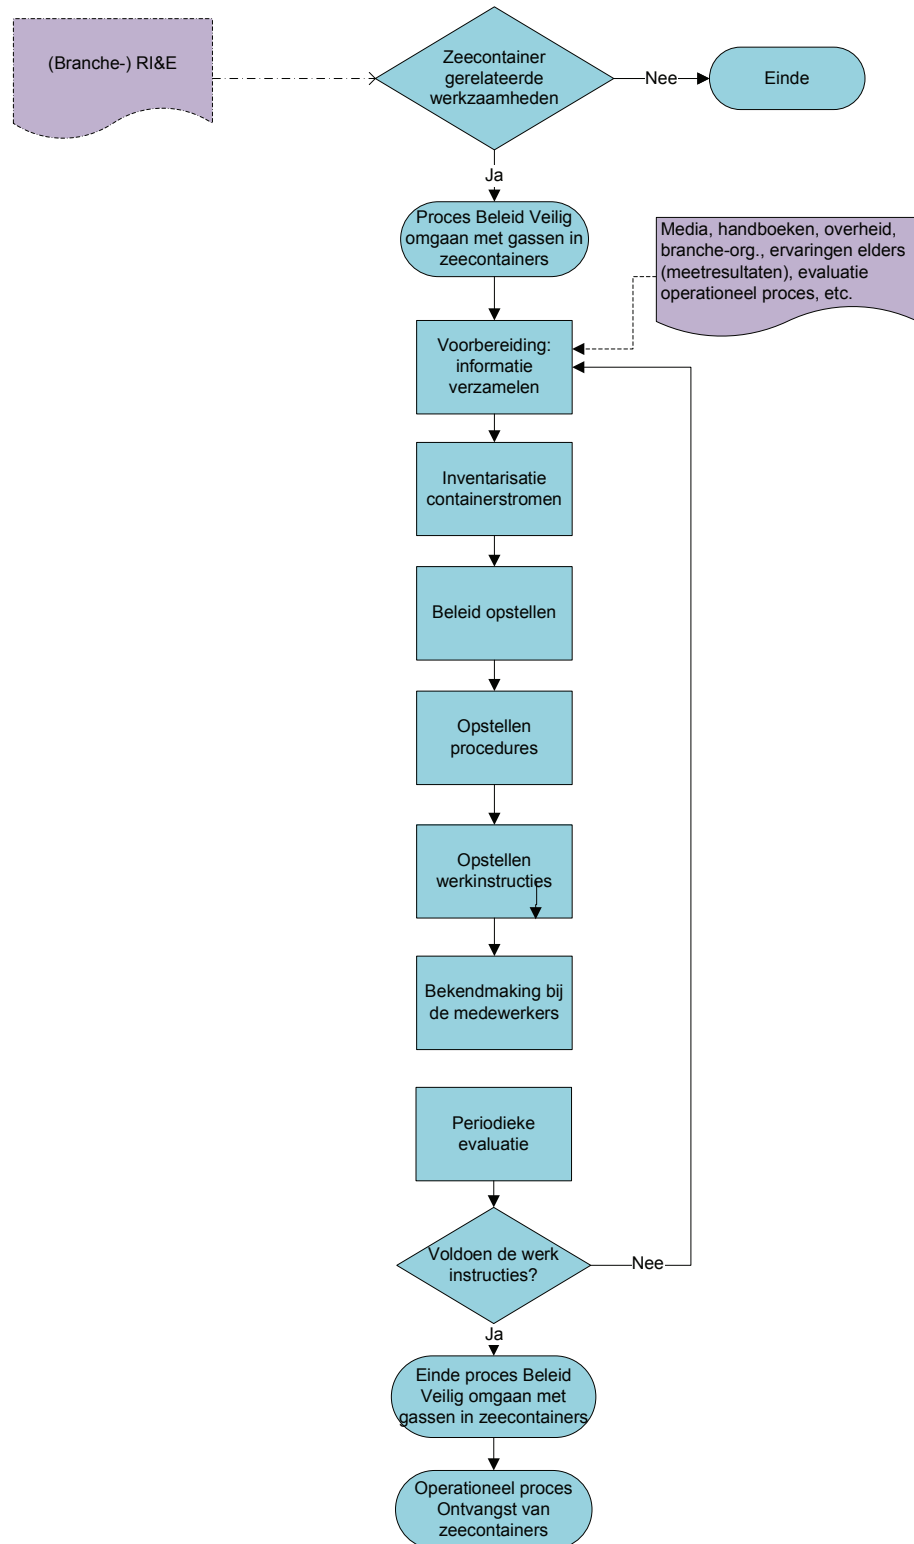 (Branche-) RI&E
Zeecontainer
gerelateerde
werkzaamheden
Nee
Einde
Ja
Proces Beleid Veilig
omgaan met gassen in
zeecontainers
Media, handboeken, overheid,
branche-org., ervaringen elders
(meetresultaten), evaluatie
operationeel proces, etc.
Voorbereiding:
informatie
verzamelen
Inventarisatie
containerstromen
Beleid opstellen
Opstellen
procedures
Opstellen
werkinstructies
Bekendmaking bij
de medewerkers
Periodieke
evaluatie
Voldoen de werk
instructies?
Nee
Ja
Einde proces Beleid
Veilig omgaan met
gassen in zeecontainers
Operationeel proces
Ontvangst van
zeecontainers